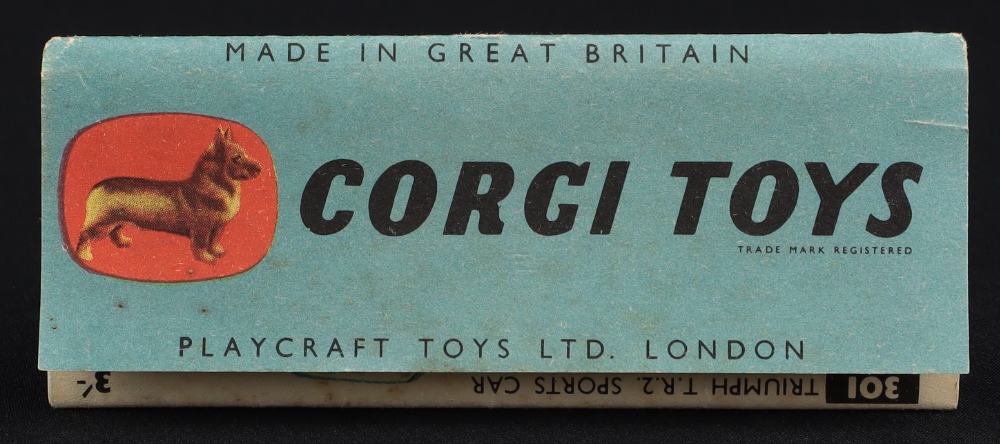 MADE IN GREAT BRITAIN
CORGI TOYS
TRADE MARK REGISTERED
PLAYCRAFT TOYS LTD. LONDON
301 TRIUMPH T.R.2. SPORTS CAR 3/-